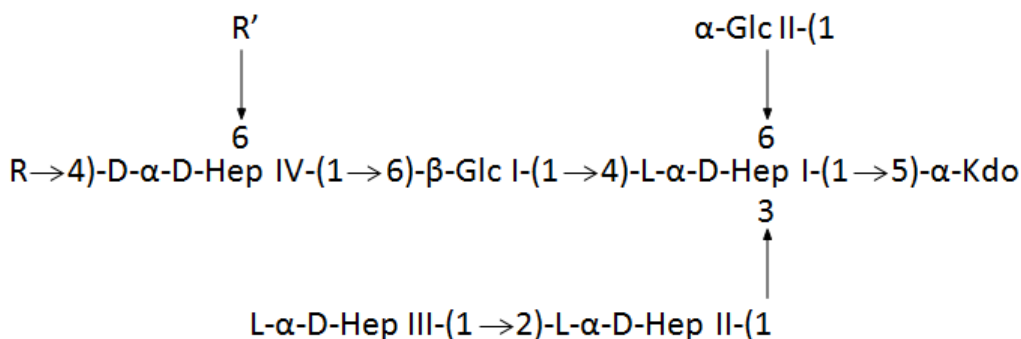 R’ α-Glc II-(1
6 6
R→4)-D-α-D-Hep IV-(1→6)-β-Glc I-(1→4)-L-α-D-Hep I-(1→5)-α-Kdo
3
L-α-D-Hep III-(1→2)-L-α-D-Hep II-(1